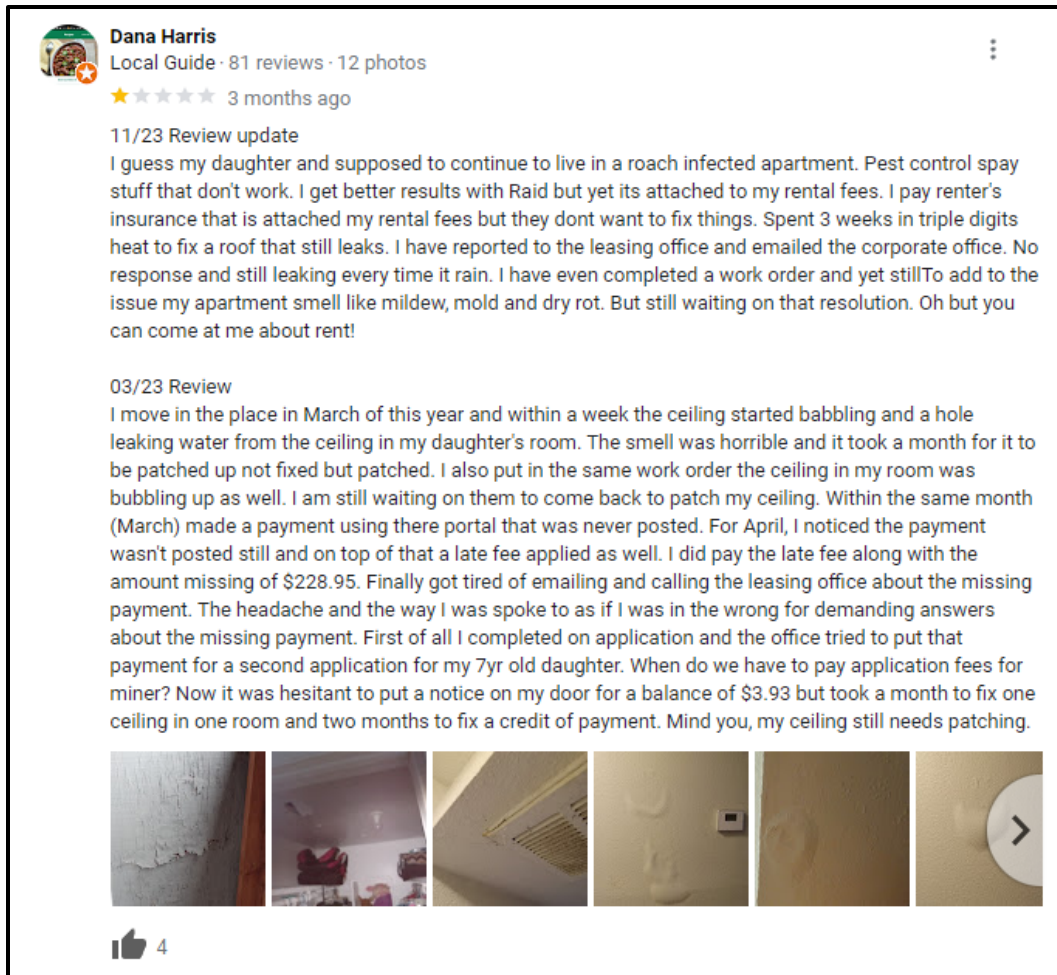 Dana Harris
Local Guide · 81 reviews · 12 photos
3 months ago
11/23 Review update
I guess my daughter and supposed to continue to live in a roach infected apartment. Pest control spay
stuff that don't work. I get better results with Raid but yet its attached to my rental fees. I pay renter's
insurance that is attached my rental fees but they dont want to fix things. Spent 3 weeks in triple digits
heat to fix a roof that still leaks. I have reported to the leasing office and emailed the corporate office. No
response and still leaking every time it rain. I have even completed a work order and yet stillTo add to the
issue my apartment smell like mildew, mold and dry rot. But still waiting on that resolution. Oh but you
can come at me about rent!
03/23 Review
I move in the place in March of this year and within a week the ceiling started babbling and a hole
leaking water from the ceiling in my daughter's room. The smell was horrible and it took a month for it to
be patched up not fixed but patched. I also put in the same work order the ceiling in my room was
bubbling up as well. I am still waiting on them to come back to patch my ceiling. Within the same month
(March) made a payment using there portal that was never posted. For April, I noticed the payment
wasn't posted still and on top of that a late fee applied as well. I did pay the late fee along with the
amount missing of $228.95. Finally got tired of emailing and calling the leasing office about the missing
payment. The headache and the way I was spoke to as if I was in the wrong for demanding answers
about the missing payment. First of all I completed on application and the office tried to put that
payment for a second application for my 7yr old daughter. When do we have to pay application fees for
miner? Now it was hesitant to put a notice on my door for a balance of $3.93 but took a month to fix one
ceiling in one room and two months to fix a credit of payment. Mind you, my ceiling still needs patching.
4